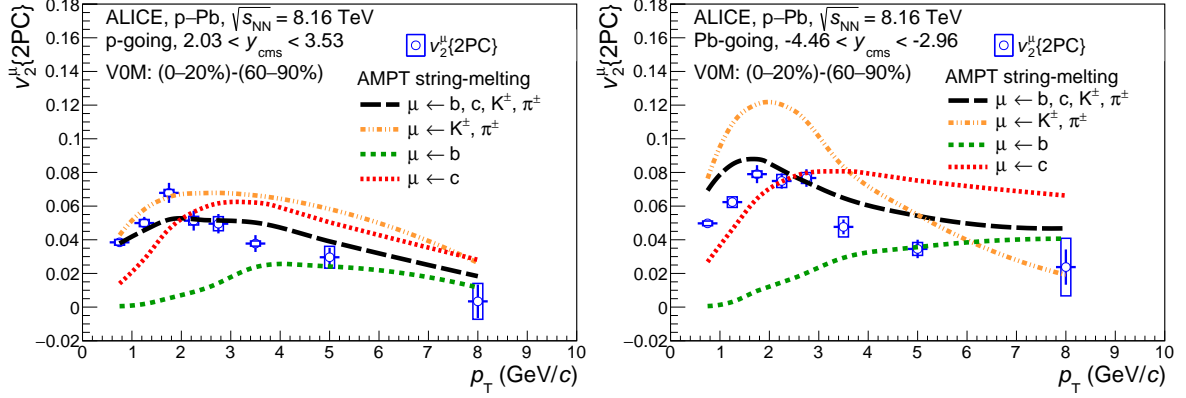 ALICE, p–Pb, √s_NN = 8.16 TeV
p-going, 2.03 < y_cms < 3.53
v_2^μ{2PC}
V0M: (0–20%)-(60–90%)
AMPT string-melting
μ ← b, c, K^±, π^±
μ ← K^±, π^±
μ ← b
μ ← c
v_2^μ{2PC}
0.18
0.16
0.14
0.12
0.1
0.08
0.06
0.04
0.02
0
−0.02
0 1 2 3 4 5 6 7 8 9 10
p_T (GeV/c)
ALICE, p–Pb, √s_NN = 8.16 TeV
Pb-going, -4.46 < y_cms < -2.96
v_2^μ{2PC}
V0M: (0–20%)-(60–90%)
AMPT string-melting
μ ← b, c, K^±, π^±
μ ← K^±, π^±
μ ← b
μ ← c
v_2^μ{2PC}
0.18
0.16
0.14
0.12
0.1
0.08
0.06
0.04
0.02
0
−0.02
0 1 2 3 4 5 6 7 8 9 10
p_T (GeV/c)